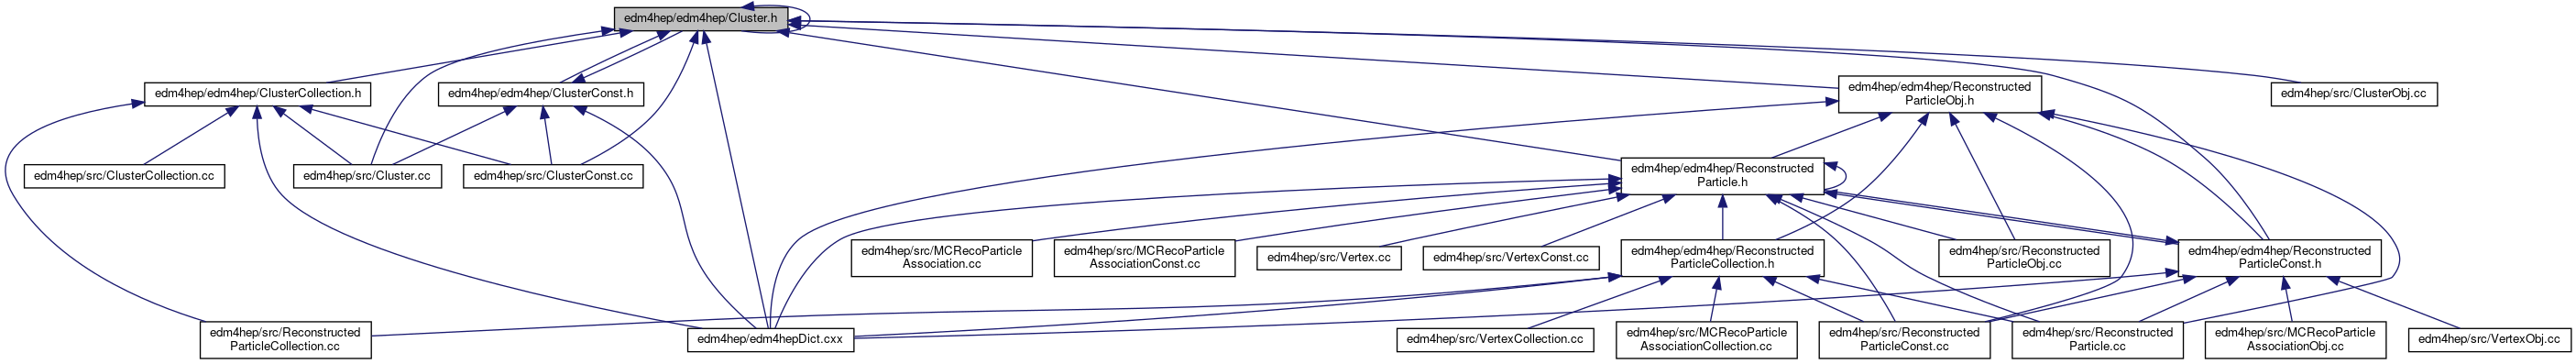 edm4hep/edm4hep/Cluster.h
edm4hep/edm4hep/ClusterCollection.h
edm4hep/edm4hep/ClusterConst.h
edm4hep/edm4hep/Reconstructed
ParticleObj.h
edm4hep/src/ClusterObj.cc
edm4hep/src/ClusterCollection.cc
edm4hep/src/Cluster.cc
edm4hep/src/ClusterConst.cc
edm4hep/edm4hep/Reconstructed
Particle.h
edm4hep/src/MCRecoParticle
Association.cc
edm4hep/src/MCRecoParticle
AssociationConst.cc
edm4hep/src/Vertex.cc
edm4hep/src/VertexConst.cc
edm4hep/edm4hep/Reconstructed
ParticleCollection.h
edm4hep/src/Reconstructed
ParticleObj.cc
edm4hep/edm4hep/Reconstructed
ParticleConst.h
edm4hep/src/Reconstructed
ParticleCollection.cc
edm4hep/edm4hepDict.cxx
edm4hep/src/VertexCollection.cc
edm4hep/src/MCRecoParticle
AssociationCollection.cc
edm4hep/src/Reconstructed
ParticleConst.cc
edm4hep/src/Reconstructed
Particle.cc
edm4hep/src/MCRecoParticle
AssociationObj.cc
edm4hep/src/VertexObj.cc